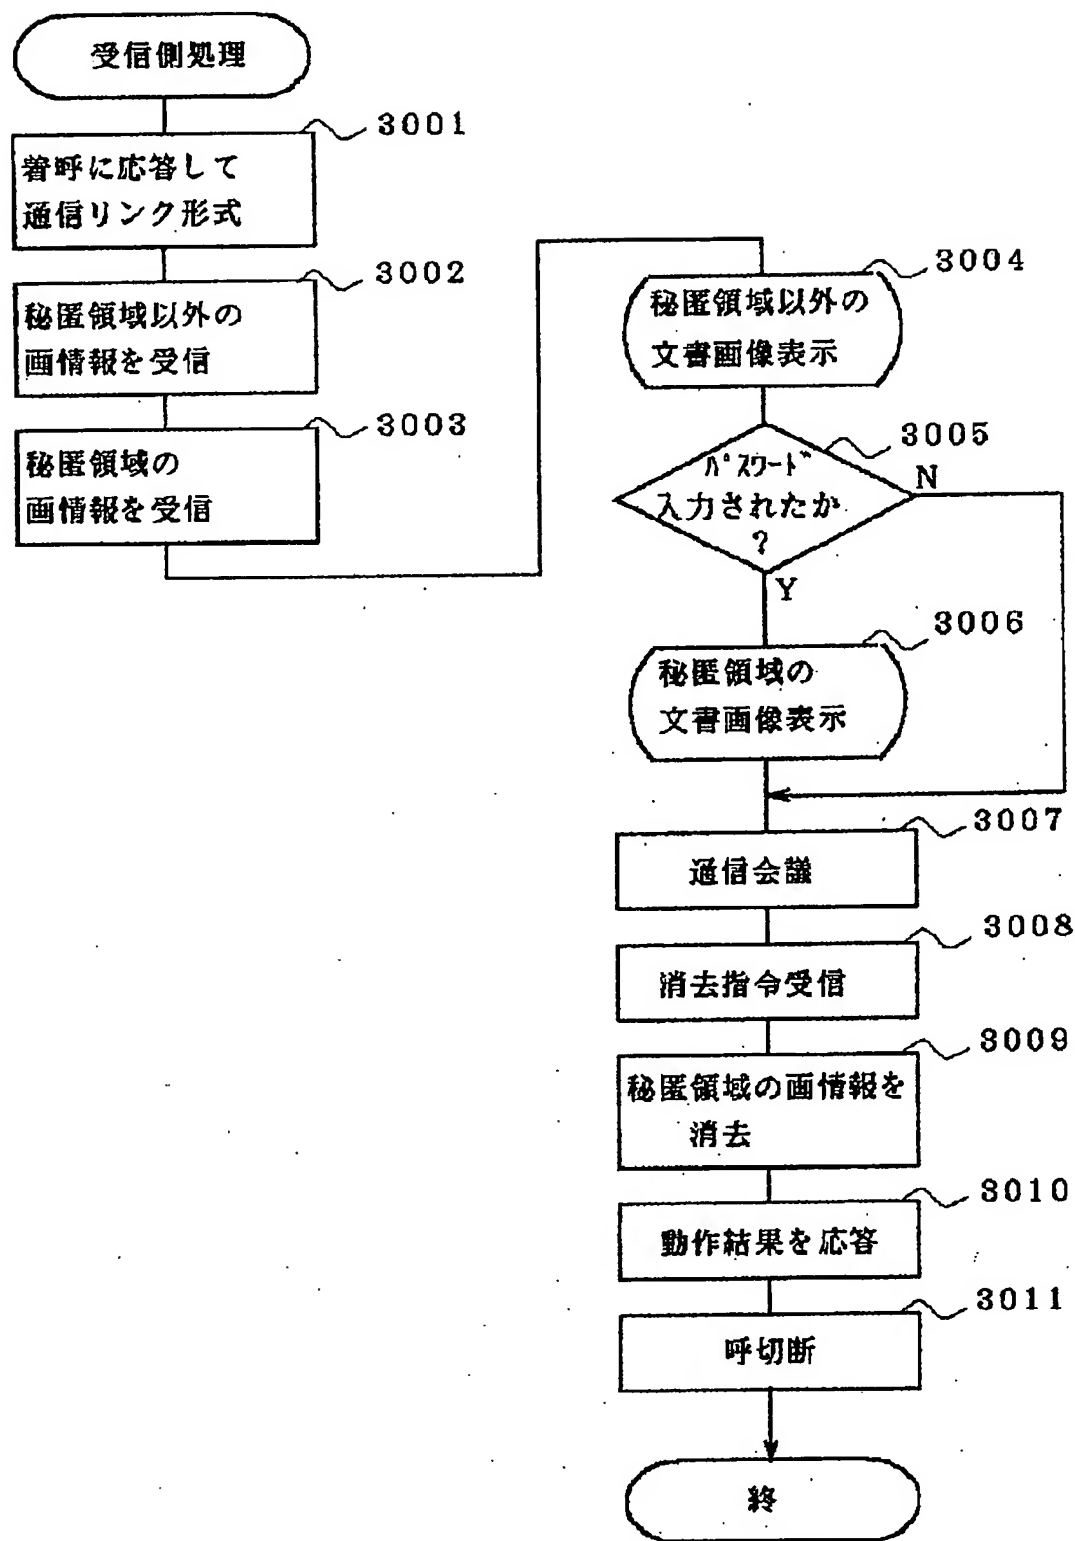 受信側処理
3001
着呼に応答して
通信リンク形式
3002
秘匿領域以外の
画情報を受信
3003
秘匿領域の
画情報を受信
3004
秘匿領域以外の
文書画像表示
3005
パスワード
入力されたか
?
N
Y
3006
秘匿領域の
文書画像表示
3007
通信会議
3008
消去指令受信
3009
秘匿領域の画情報を
消去
3010
動作結果を応答
3011
呼切断
終